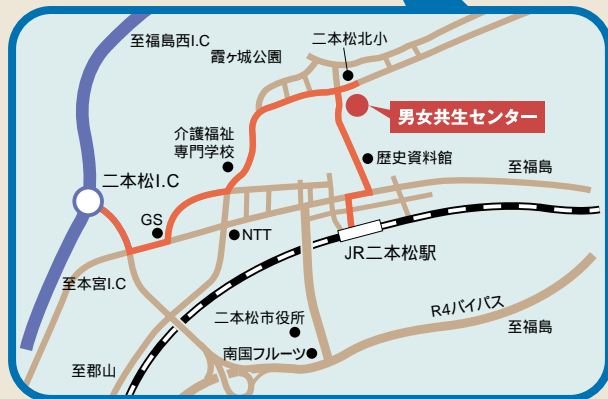 至福島西I.C
二本松北小
霞ヶ城公園
男女共生センター
介護福祉
専門学校
歴史資料館
至福島
二本松I.C
GS
NTT
JR二本松駅
至本宮I.C
R4バイパス
二本松市役所
至福島
南国フルーツ
至郡山